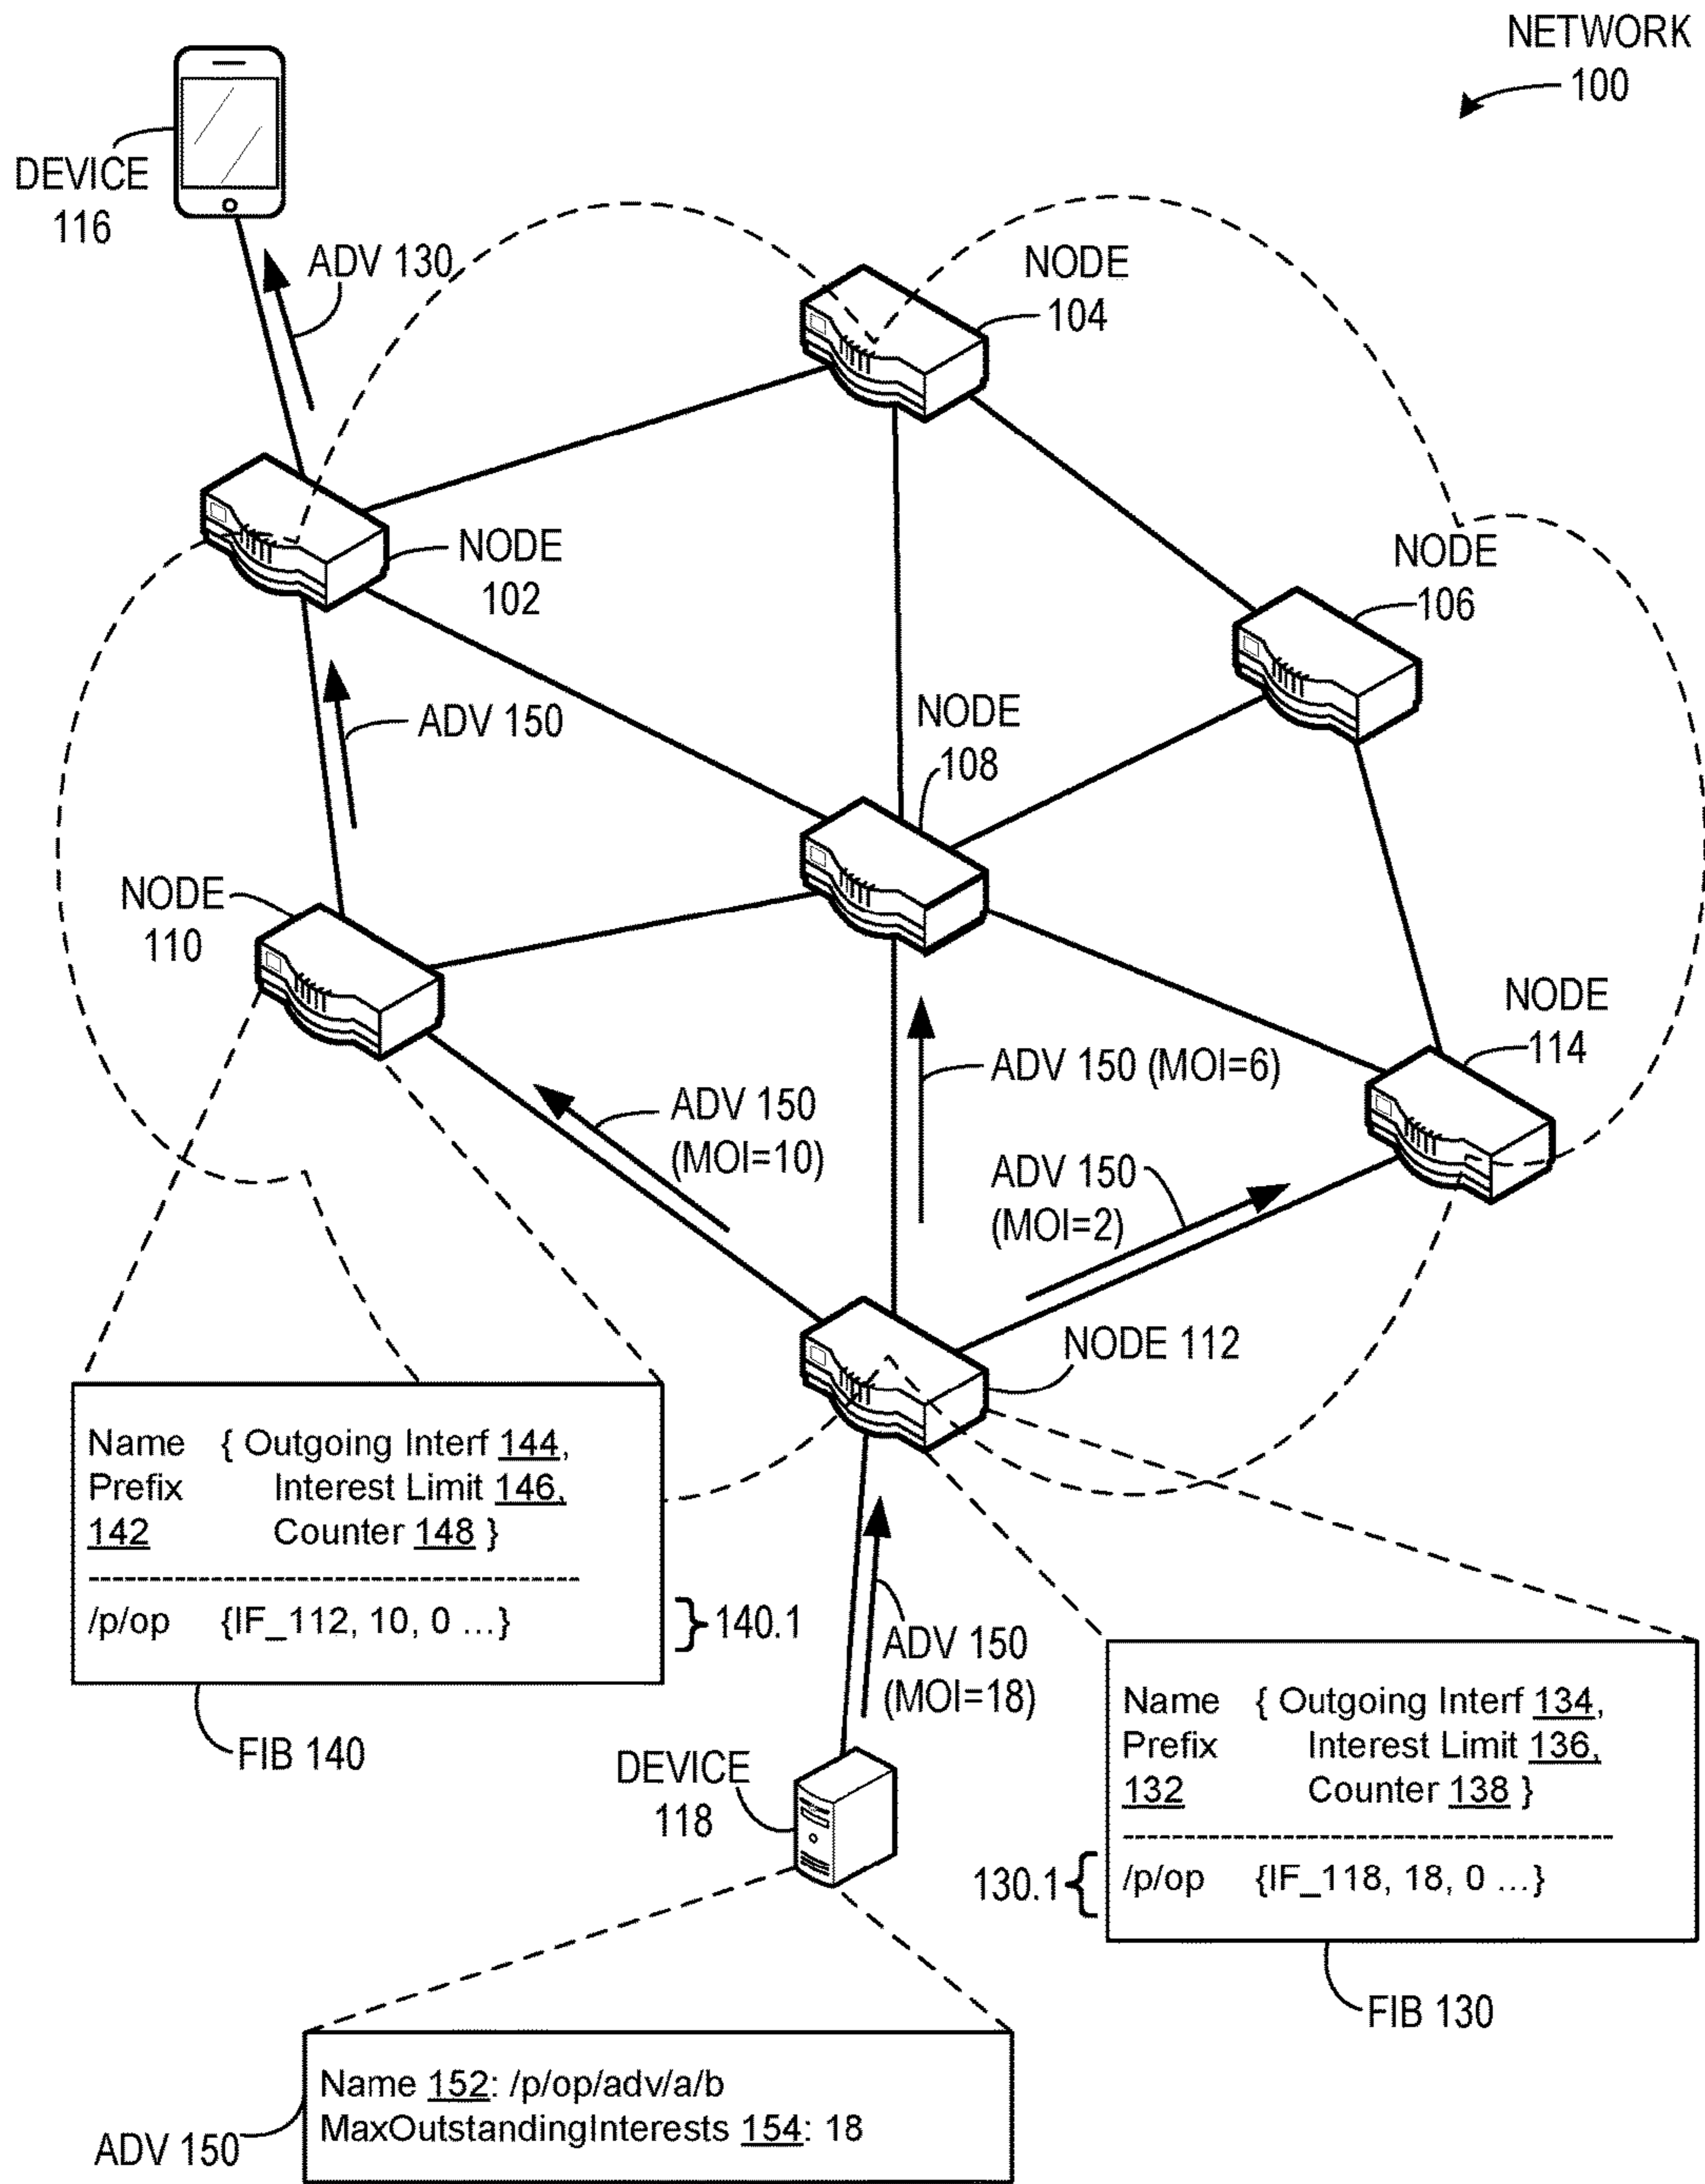 NETWORK
100
DEVICE
116
ADV 130
NODE
104
NODE
102
NODE
106
ADV 150
NODE
108
NODE
110
NODE
114
ADV 150 (MOI=6)
ADV 150
(MOI=10)
ADV 150
(MOI=2)
NODE 112
Name { Outgoing Interf 144,
Prefix Interest Limit 146,
142 Counter 148 }
/p/op {IF_112, 10, 0 ...}
140.1
FIB 140
ADV 150
(MOI=18)
DEVICE
118
Name { Outgoing Interf 134,
Prefix Interest Limit 136,
132 Counter 138 }
130.1
/p/op {IF_118, 18, 0 ...}
FIB 130
Name 152: /p/op/adv/a/b
MaxOutstandingInterests 154: 18
ADV 150